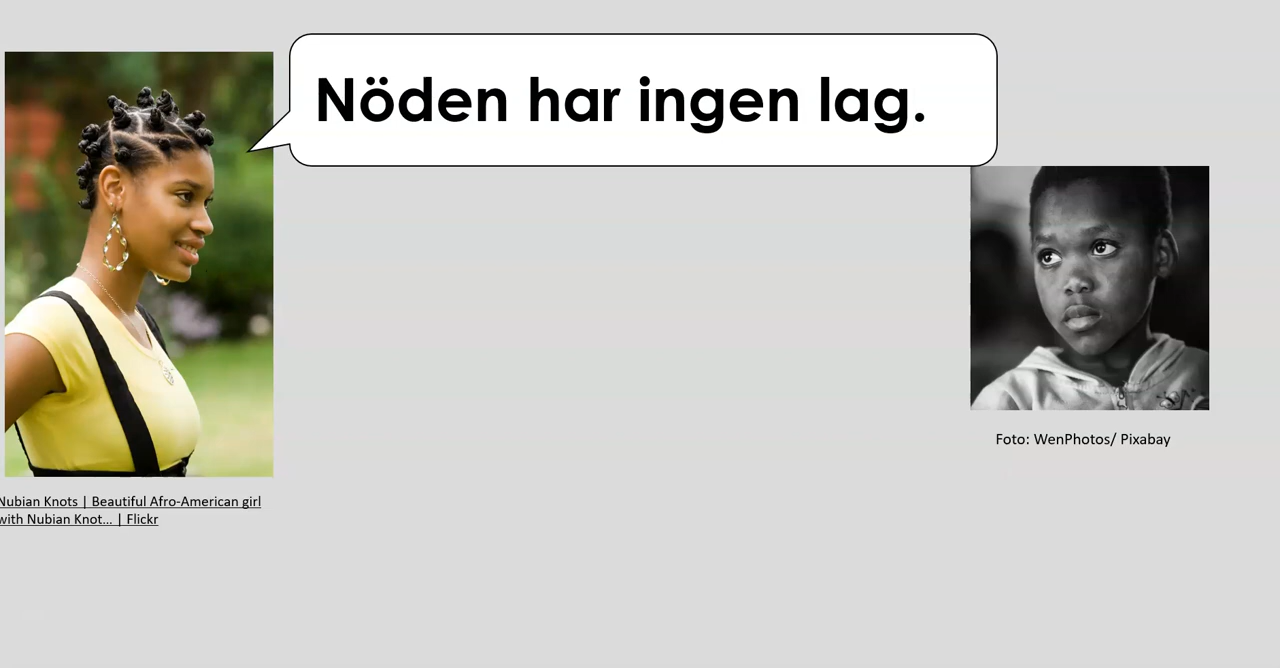 Nöden har ingen lag.
Foto: WenPhotos/ Pixabay
Nubian Knots | Beautiful Afro-American girl
with Nubian Knot... | Flickr